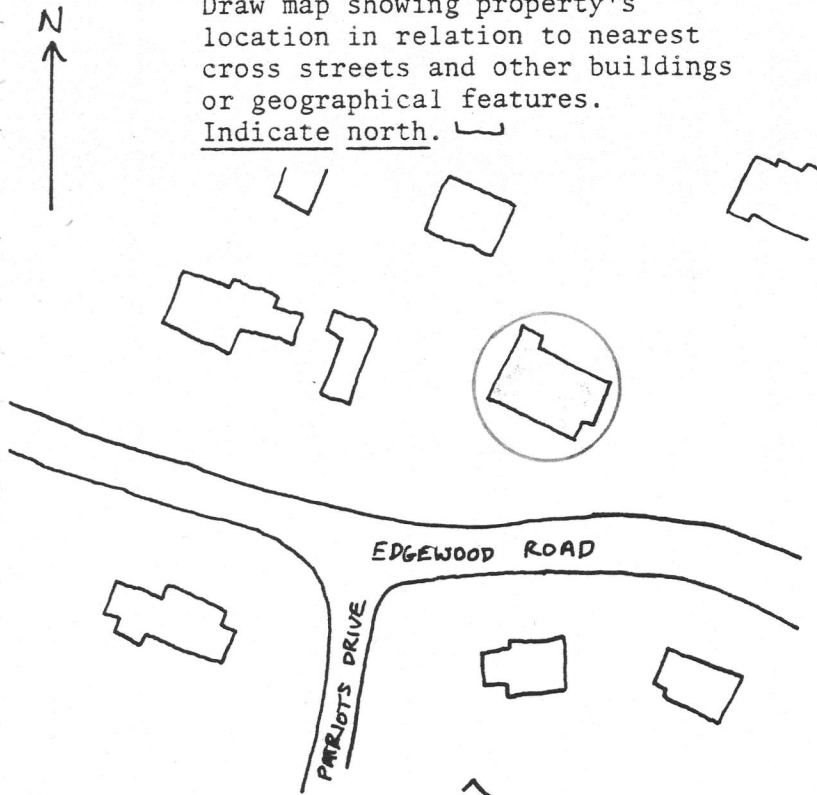 N
Draw map showing property's
location in relation to nearest
cross streets and other buildings
or geographical features.
Indicate north.
EDGEWOOD ROAD
PATRIOTS DRIVE